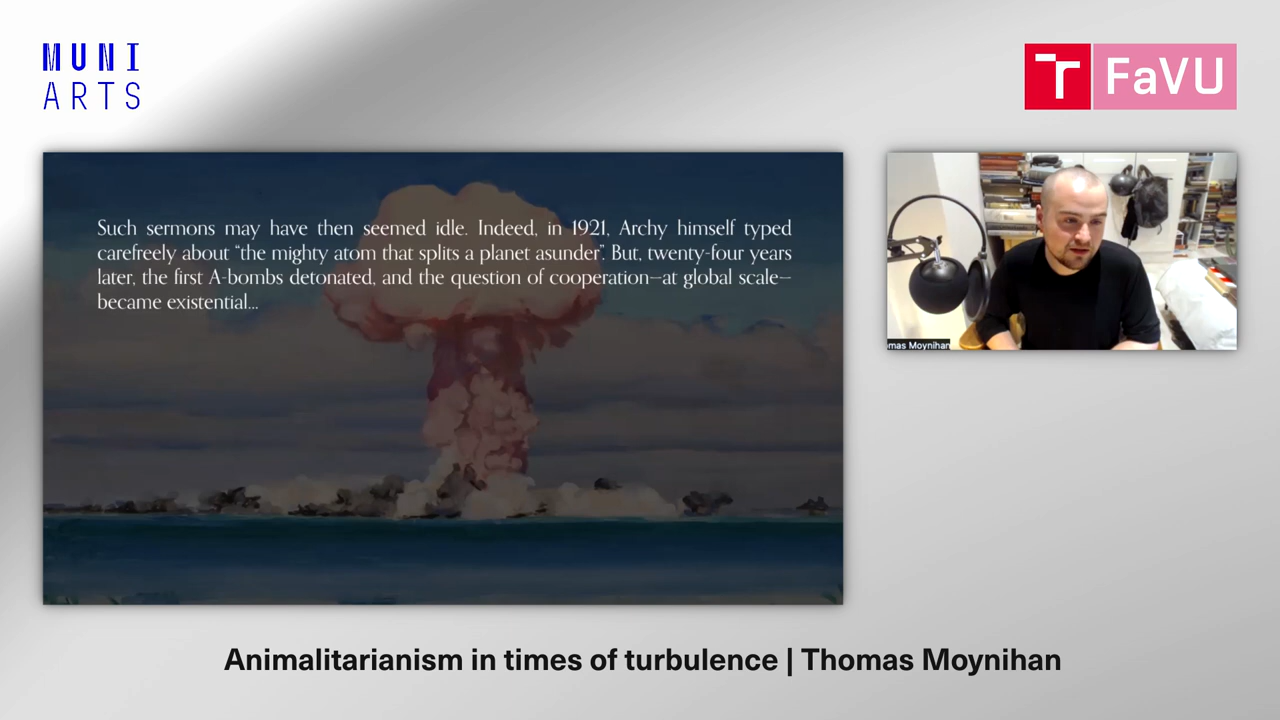 MUNI
ARTS
FaVU
Such sermons may have then seemed idle. Indeed, in 1921, Archy himself typed
carefreely about “the mighty atom that splits a planet asunder”. But, twenty-four years
later, the first A-bombs detonated, and the question of cooperation—at global scale—
became existential...
mas Moynihan
Animalitarianism in times of turbulence | Thomas Moynihan